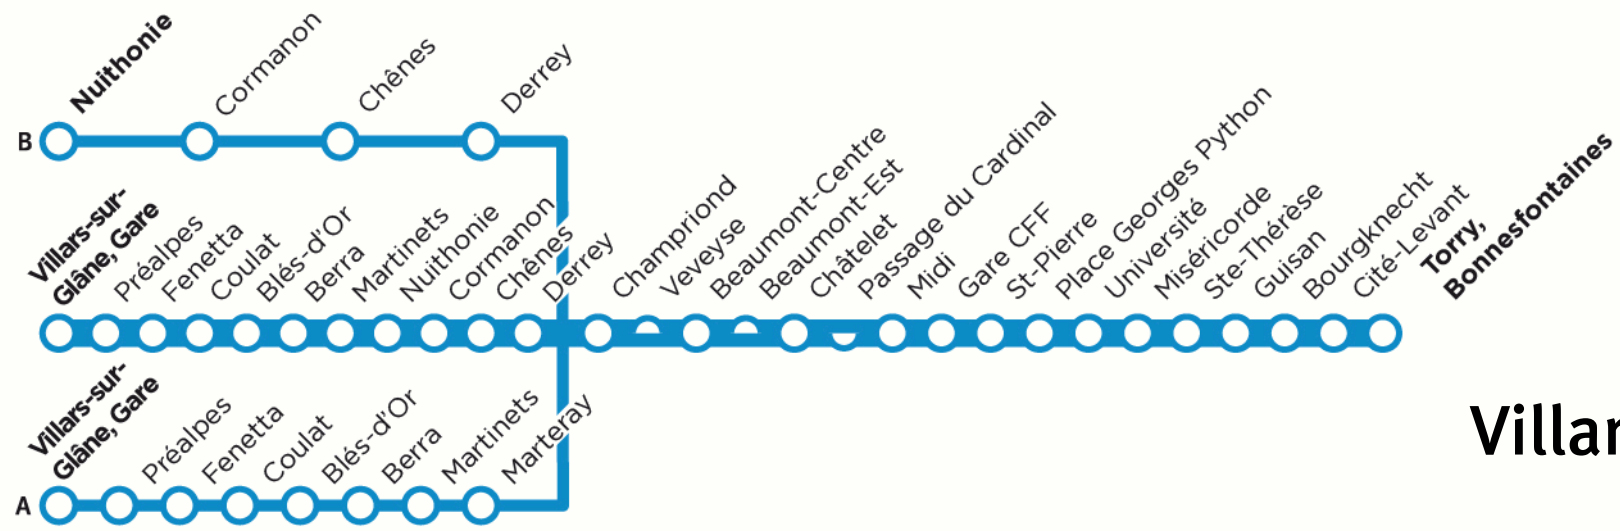 B
Nuithonie
Cormanon
Chênes
Derrey
Villars-sur-
Glâne, Gare
Préalpes
Fenetta
Coulat
Blés-d'Or
Berra
Martinets
Nuithonie
Cormanon
Chênes
Derrey
Champriond
Veveyse
Beaumont-Centre
Beaumont-Est
Châtelet
Passage du Cardinal
Midi
Gare CFF
St-Pierre
Place Georges Python
Université
Miséricorde
Ste-Thérèse
Guisan
Bourgknecht
Cité-Levant
Torry,
Bonnesfontaines
A
Villars-sur-
Glâne, Gare
Préalpes
Fenetta
Coulat
Blés-d'Or
Berra
Martinets
Marteray